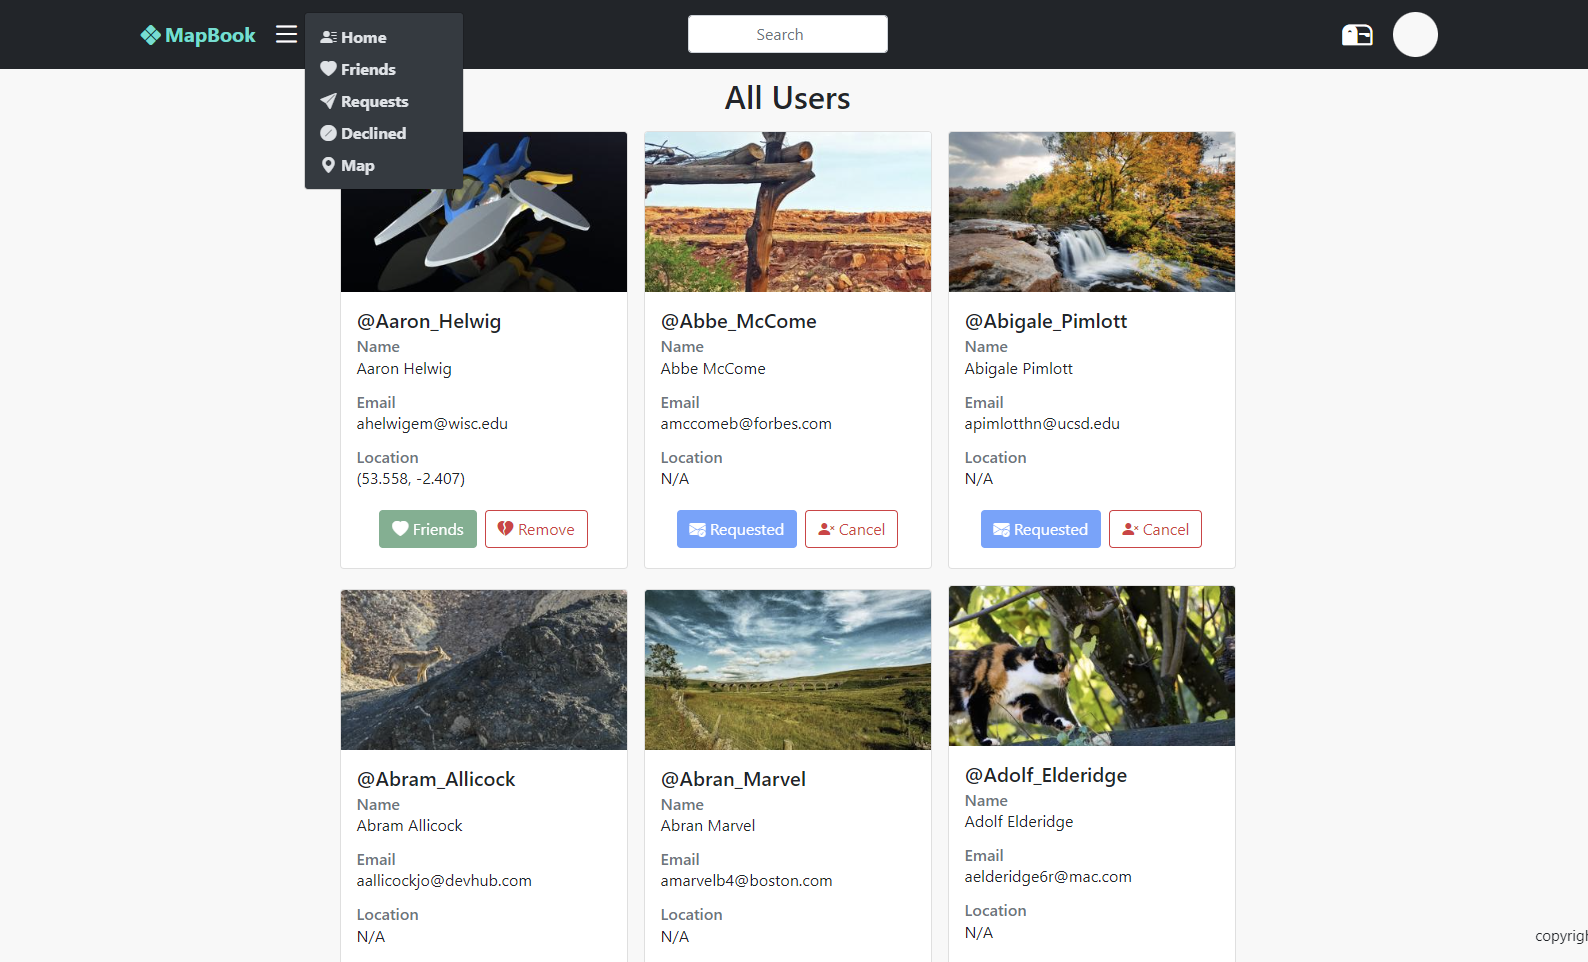 MapBook
Search
Home
Friends
Requests
Declined
Map
All Users
@Aaron_Helwig
Name
Aaron Helwig
Email
ahelwigem@wisc.edu
Location
(53.558, -2.407)
Friends Remove
@Abbe_McCome
Name
Abbe McCome
Email
amccomeb@forbes.com
Location
N/A
Requested Cancel
@Abigale_Pimlott
Name
Abigale Pimlott
Email
apimlotthn@ucsd.edu
Location
N/A
Requested Cancel
@Abram_Allicock
Name
Abram Allicock
Email
aallicockjo@devhub.com
Location
N/A
@Abran_Marvel
Name
Abran Marvel
Email
amarvelb4@boston.com
Location
N/A
@Adolf_Elderidge
Name
Adolf Elderidge
Email
aelderidge6r@mac.com
Location
N/A
copyrigh